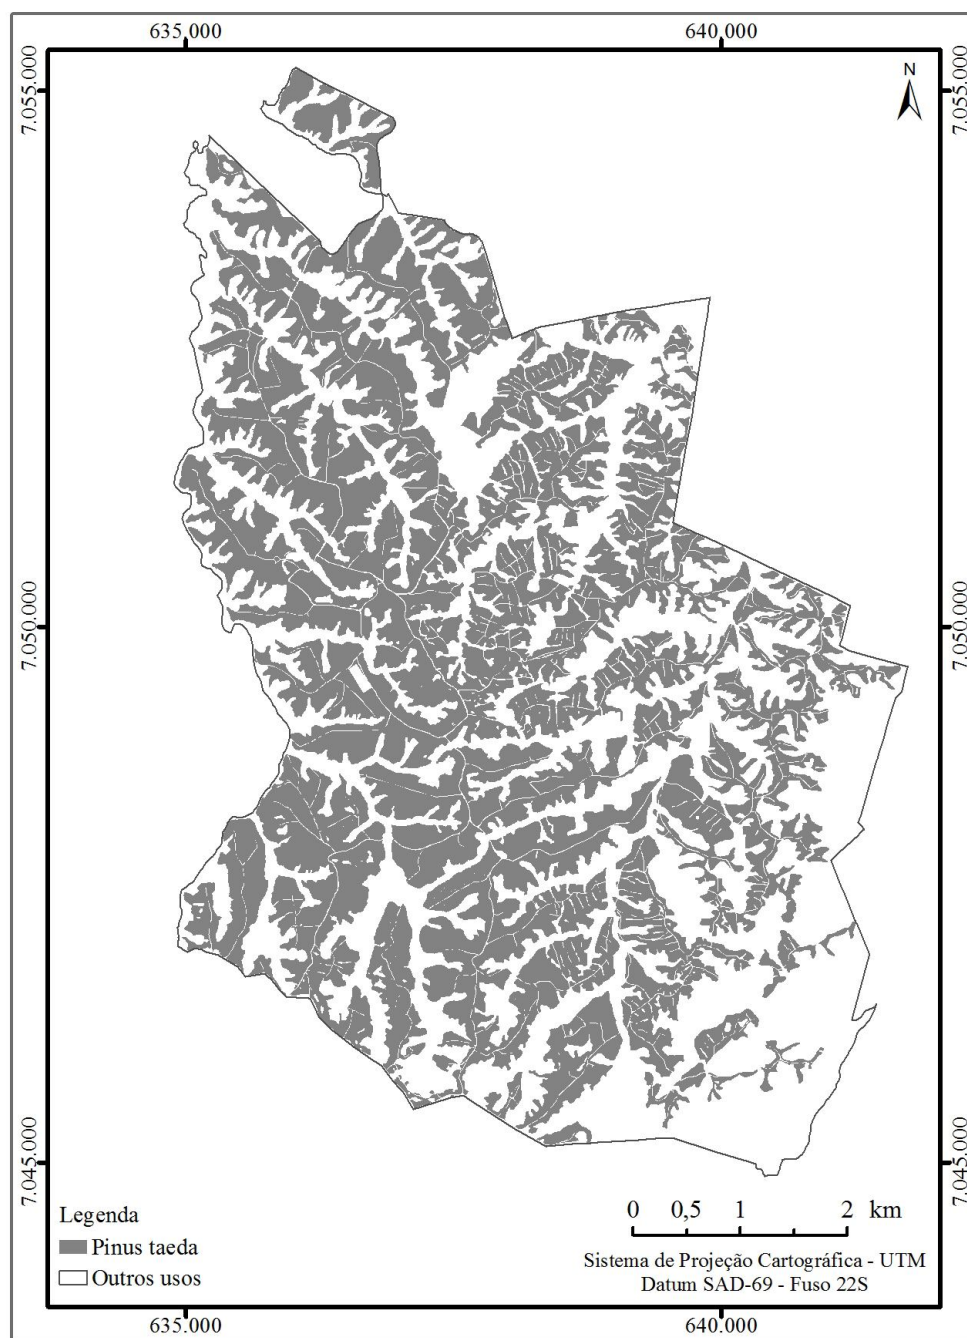 635.000
640.000
N
7.055.000
7.055.000
7.050.000
7.050.000
7.045.000
7.045.000
Legenda
Pinus taeda
Outros usos
0 0,5 1 2 km
Sistema de Projeção Cartográfica - UTM
Datum SAD-69 - Fuso 22S
635.000
640.000